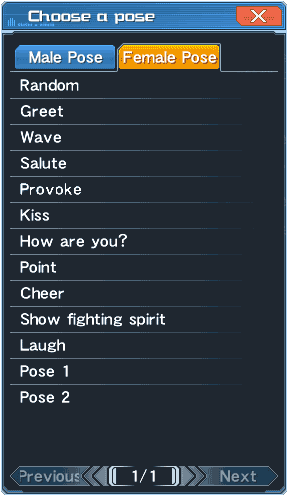 Choose a pose
Male Pose Female Pose
Random
Greet
Wave
Salute
Provoke
Kiss
How are you?
Point
Cheer
Show fighting spirit
Laugh
Pose 1
Pose 2
Previous 1/1 Next